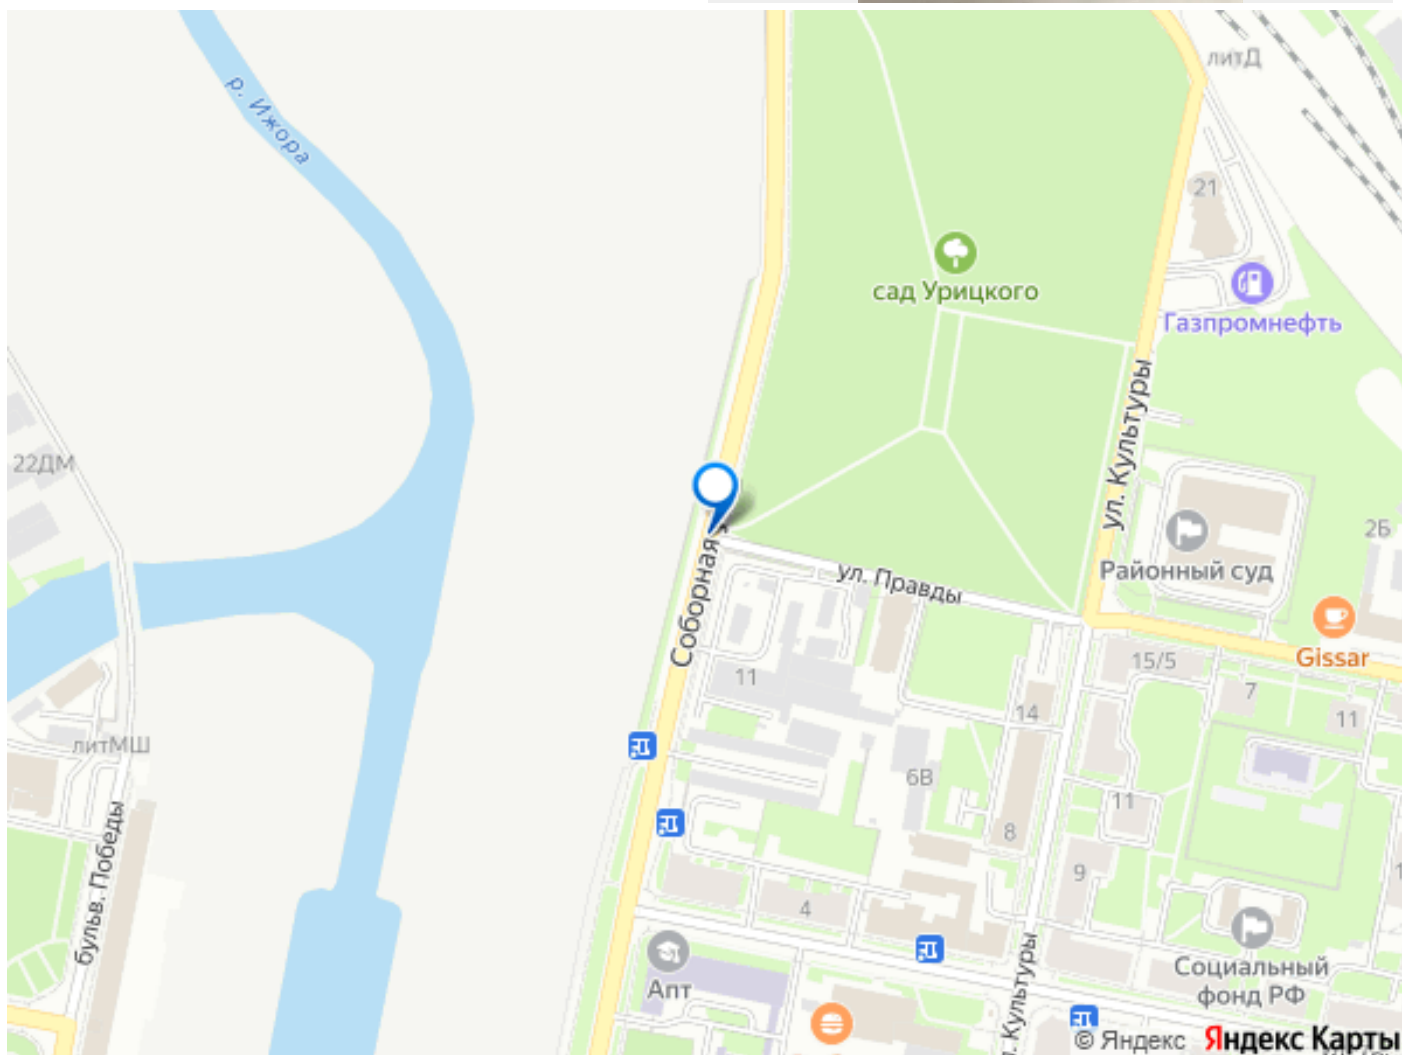 литД
р. Ижора
21
сад Урицкого
Газпромнефть
ул. Культуры
22ДМ
2Б
Районный суд
ул. Правды
Соборная
Gissar
15/5
11
7
14
11
литМШ
6В
11
8
бульв. Победы
9
4
Социальный
фонд РФ
Апт
. Культуры
© Яндекс Яндекс Карты